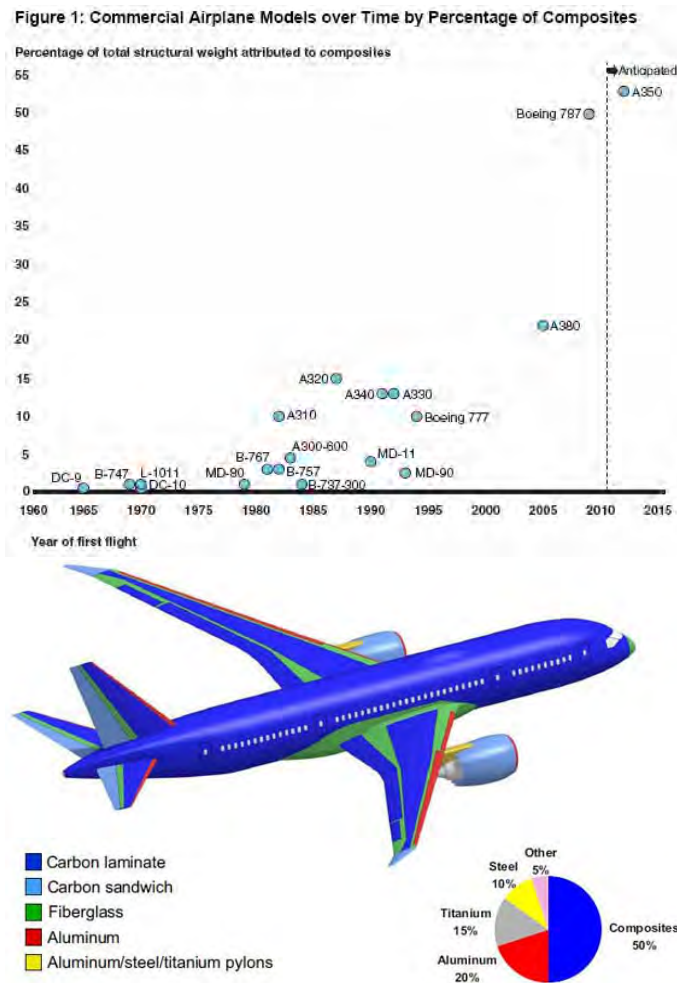 Figure 1: Commercial Airplane Models over Time by Percentage of Composites
Percentage of total structural weight attributed to composites
55
Anticipated
A350
50
Boeing 787
45
40
35
30
25
20
A380
15
A320
A340
A330
10
A310
Boeing 777
5
A300-600
B-767
B-757
MD-11
MD-90
DC-9
B-747
L-1011
DC-10
MD-80
B-737-300
0
1960 1965 1970 1975 1980 1985 1990 1995 2000 2005 2010 2015
Year of first flight
Carbon laminate
Carbon sandwich
Fiberglass
Aluminum
Aluminum/steel/titanium pylons
Other
5%
Steel
10%
Titanium
15%
Composites
50%
Aluminum
20%